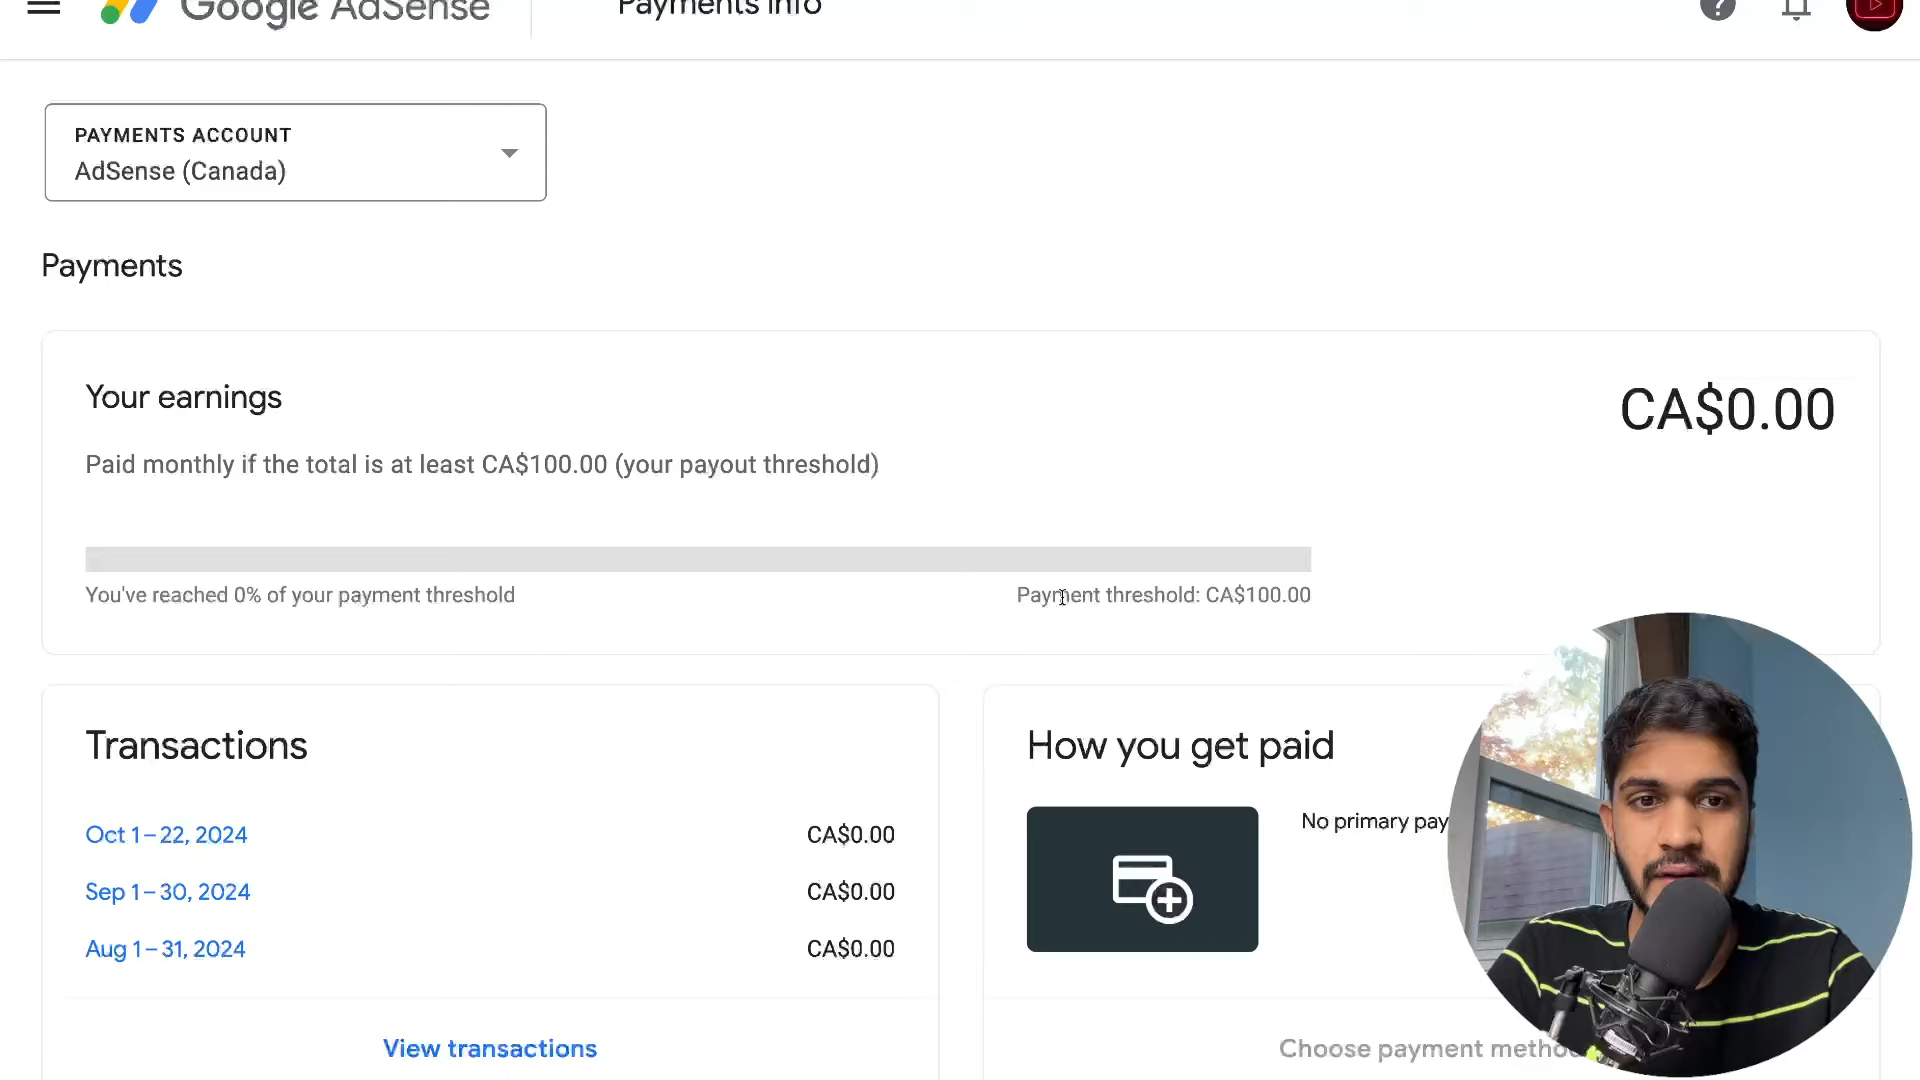 Google AdSense
Payments info
PAYMENTS ACCOUNT
AdSense (Canada)
Payments
Your earnings
CA$0.00
Paid monthly if the total is at least CA$100.00 (your payout threshold)
You've reached 0% of your payment threshold
Payment threshold: CA$100.00
Transactions
Oct 1–22, 2024 CA$0.00
Sep 1–30, 2024 CA$0.00
Aug 1–31, 2024 CA$0.00
View transactions
How you get paid
No primary pay
Choose payment metho